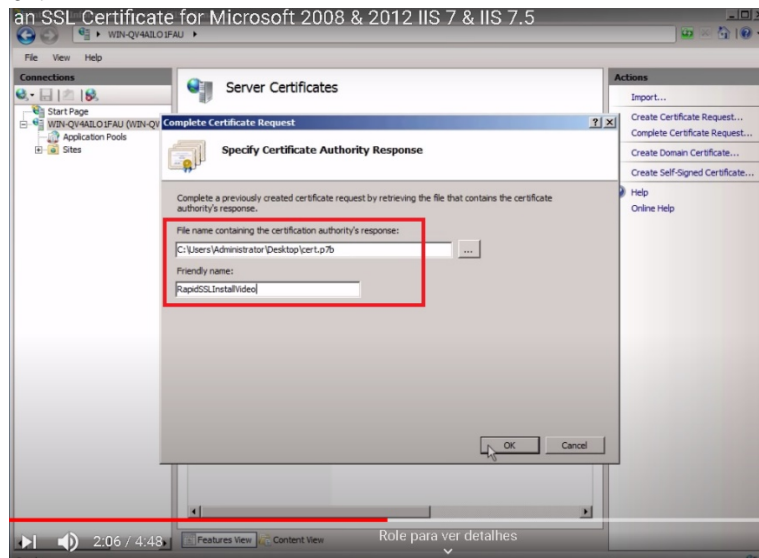 an SSL Certificate for Microsoft 2008 & 2012 IIS 7 & IIS 7.5
WIN-QV4AILO1FAU
File View Help
Connections
Start Page
WIN-QV4AILO1FAU (WIN-QV
Application Pools
Sites
Server Certificates
Complete Certificate Request
Specify Certificate Authority Response
Complete a previously created certificate request by retrieving the file that contains the certificate
authority's response.
File name containing the certification authority's response:
C:\Users\Administrator\Desktop\cert.p7b
...
Friendly name:
RapidSSLInstallVideo
OK Cancel
Actions
Import...
Create Certificate Request...
Complete Certificate Request...
Create Domain Certificate...
Create Self-Signed Certificate...
Help
Online Help
Features View Content View
2:06 / 4:48
Role para ver detalhes